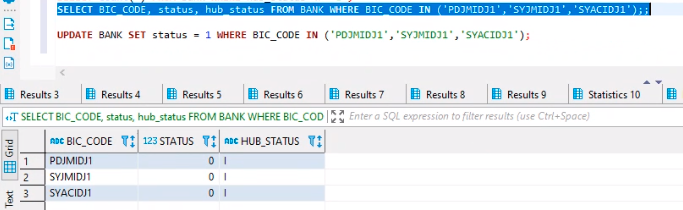 SELECT BIC_CODE, status, hub_status FROM BANK WHERE BIC_CODE IN ('PDJMIDJ1','SYJMIDJ1','SYACIDJ1');;
UPDATE BANK SET status = 1 WHERE BIC_CODE IN ('PDJMIDJ1','SYJMIDJ1','SYACIDJ1');
Results 3 Results 4 Results 5 Results 6 Results 7 Results 8 Results 9 Statistics 10
SELECT BIC_CODE, status, hub_status FROM BANK WHERE BIC_COD Enter a SQL expression to filter results (use Ctrl+Space)
Grid
Text
ABC BIC_CODE 123 STATUS ABC HUB_STATUS
1 PDJMIDJ1 0 I
2 SYJMIDJ1 0 I
3 SYACIDJ1 0 I